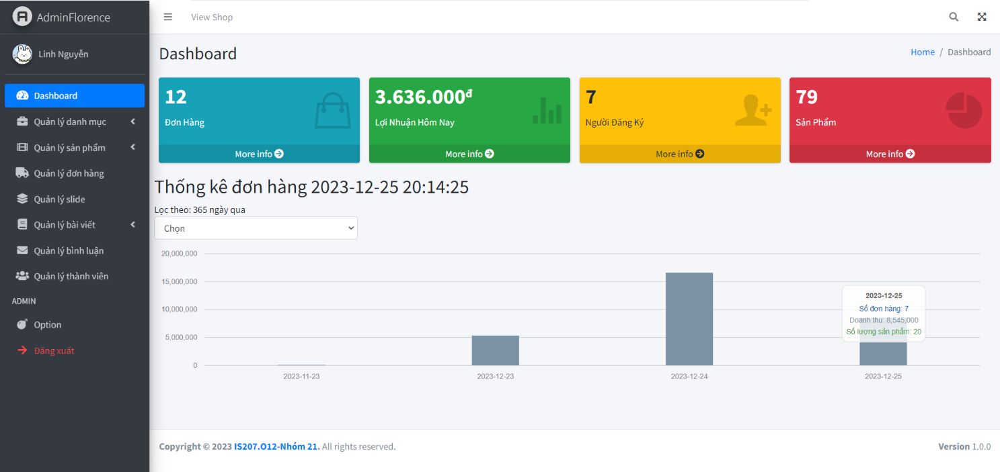 AdminFlorence
View Shop
Linh Nguyễn
Dashboard
Quản lý danh mục
Quản lý sản phẩm
Quản lý đơn hàng
Quản lý slide
Quản lý bài viết
Quản lý bình luận
Quản lý thành viên
ADMIN
Option
Đăng xuất
Dashboard
Home / Dashboard
12
Đơn Hàng
More info
3.636.000đ
Lợi Nhuận Hôm Nay
More info
7
Người Đăng Ký
More info
79
Sản Phẩm
More info
Thống kê đơn hàng 2023-12-25 20:14:25
Lọc theo: 365 ngày qua
Chọn
20,000,000
15,000,000
10,000,000
5,000,000
0
2023-11-23
2023-12-23
2023-12-24
2023-12-25
2023-12-25
Số đơn hàng: 7
Doanh thu: 8,545,000
Số lượng sản phẩm: 20
Copyright © 2023 IS207.O12-Nhóm 21. All rights reserved.
Version 1.0.0